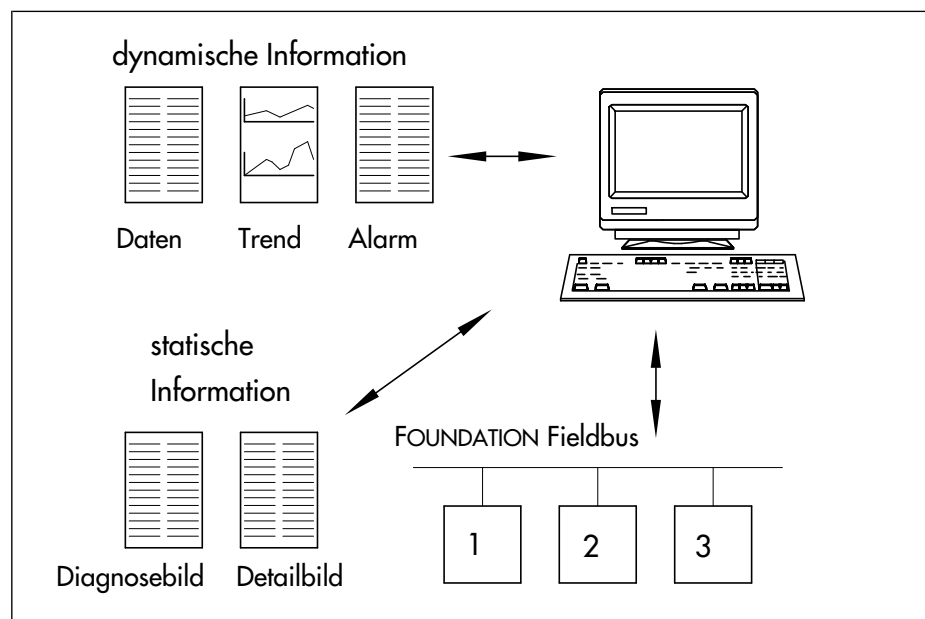 dynamische Information
Daten Trend Alarm
statische
Information
FOUNDATION Fieldbus
1 2 3
Diagnosebild Detailbild